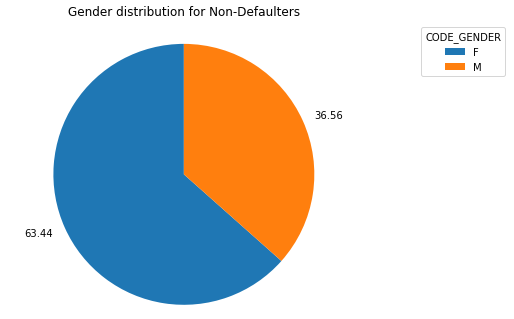 Gender distribution for Non-Defaulters
CODE_GENDER
F
M
36.56
63.44